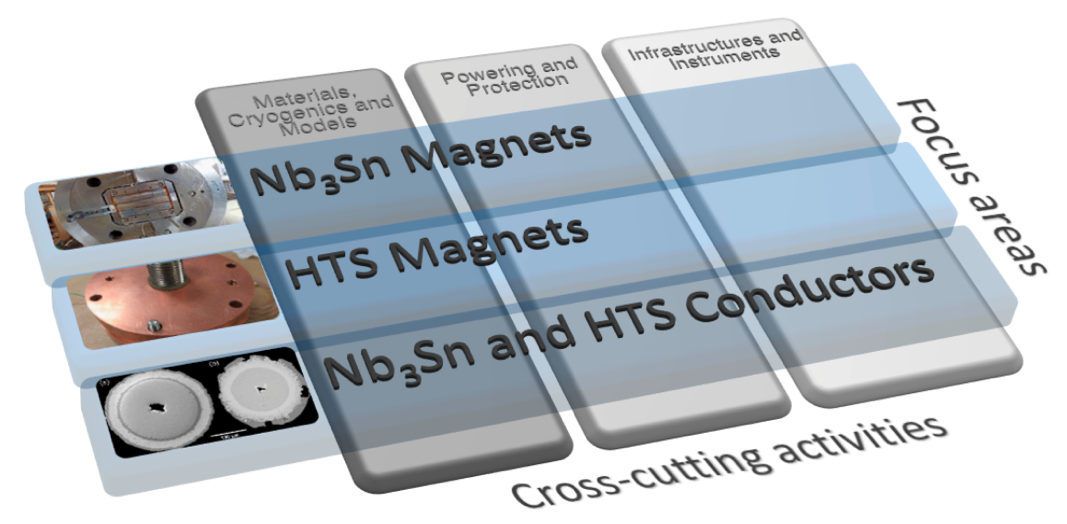 Materials,
Cryogenics and
Models
Powering and
Protection
Infrastructures and
Instruments
Nb₃Sn Magnets
HTS Magnets
Nb₃Sn and HTS Conductors
Focus areas
Cross-cutting activities